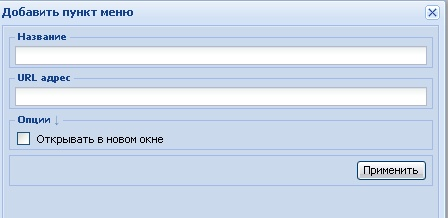 Добавить пункт меню
Название
URL адрес
Опции ↓
Открывать в новом окне
Применить